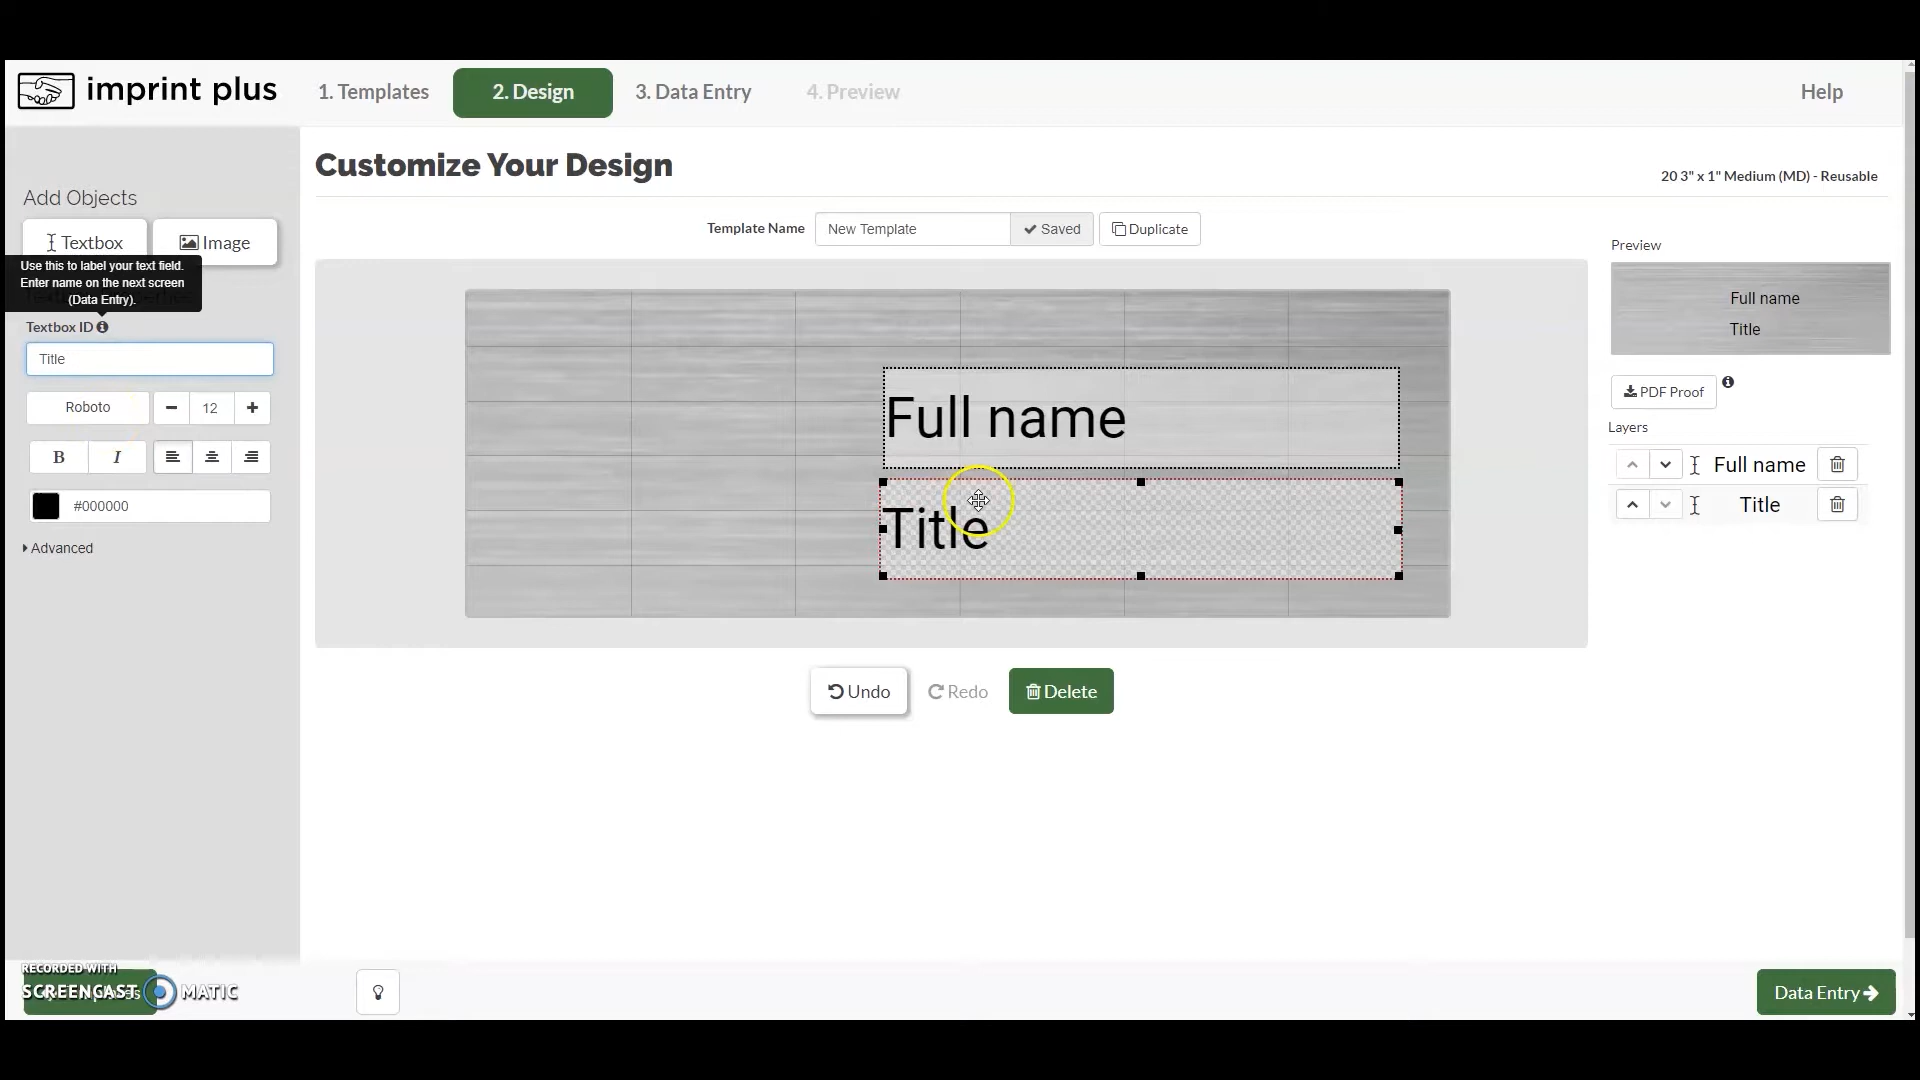 imprint plus
1. Templates
2. Design
3. Data Entry
4. Preview
Help
Customize Your Design
20 3" x 1" Medium (MD) - Reusable
Add Objects
Textbox
Image
Use this to label your text field.
Enter name on the next screen
(Data Entry).
Textbox ID
Title
Roboto
12
B
I
#000000
Advanced
Template Name
New Template
Saved
Duplicate
Full name
Title
Undo
Redo
Delete
Preview
Full name
Title
PDF Proof
Layers
Full name
Title
RECORDED WITH
SCREENCAST MATIC
Data Entry